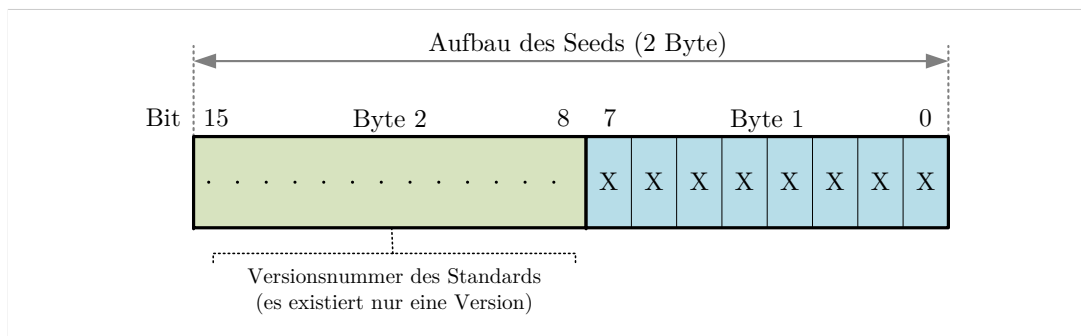 Aufbau des Seeds (2 Byte)
Bit 15 Byte 2 8 7 Byte 1 0
. . . . . . . . . . . . . X X X X X X X X
Versionsnummer des Standards
(es existiert nur eine Version)